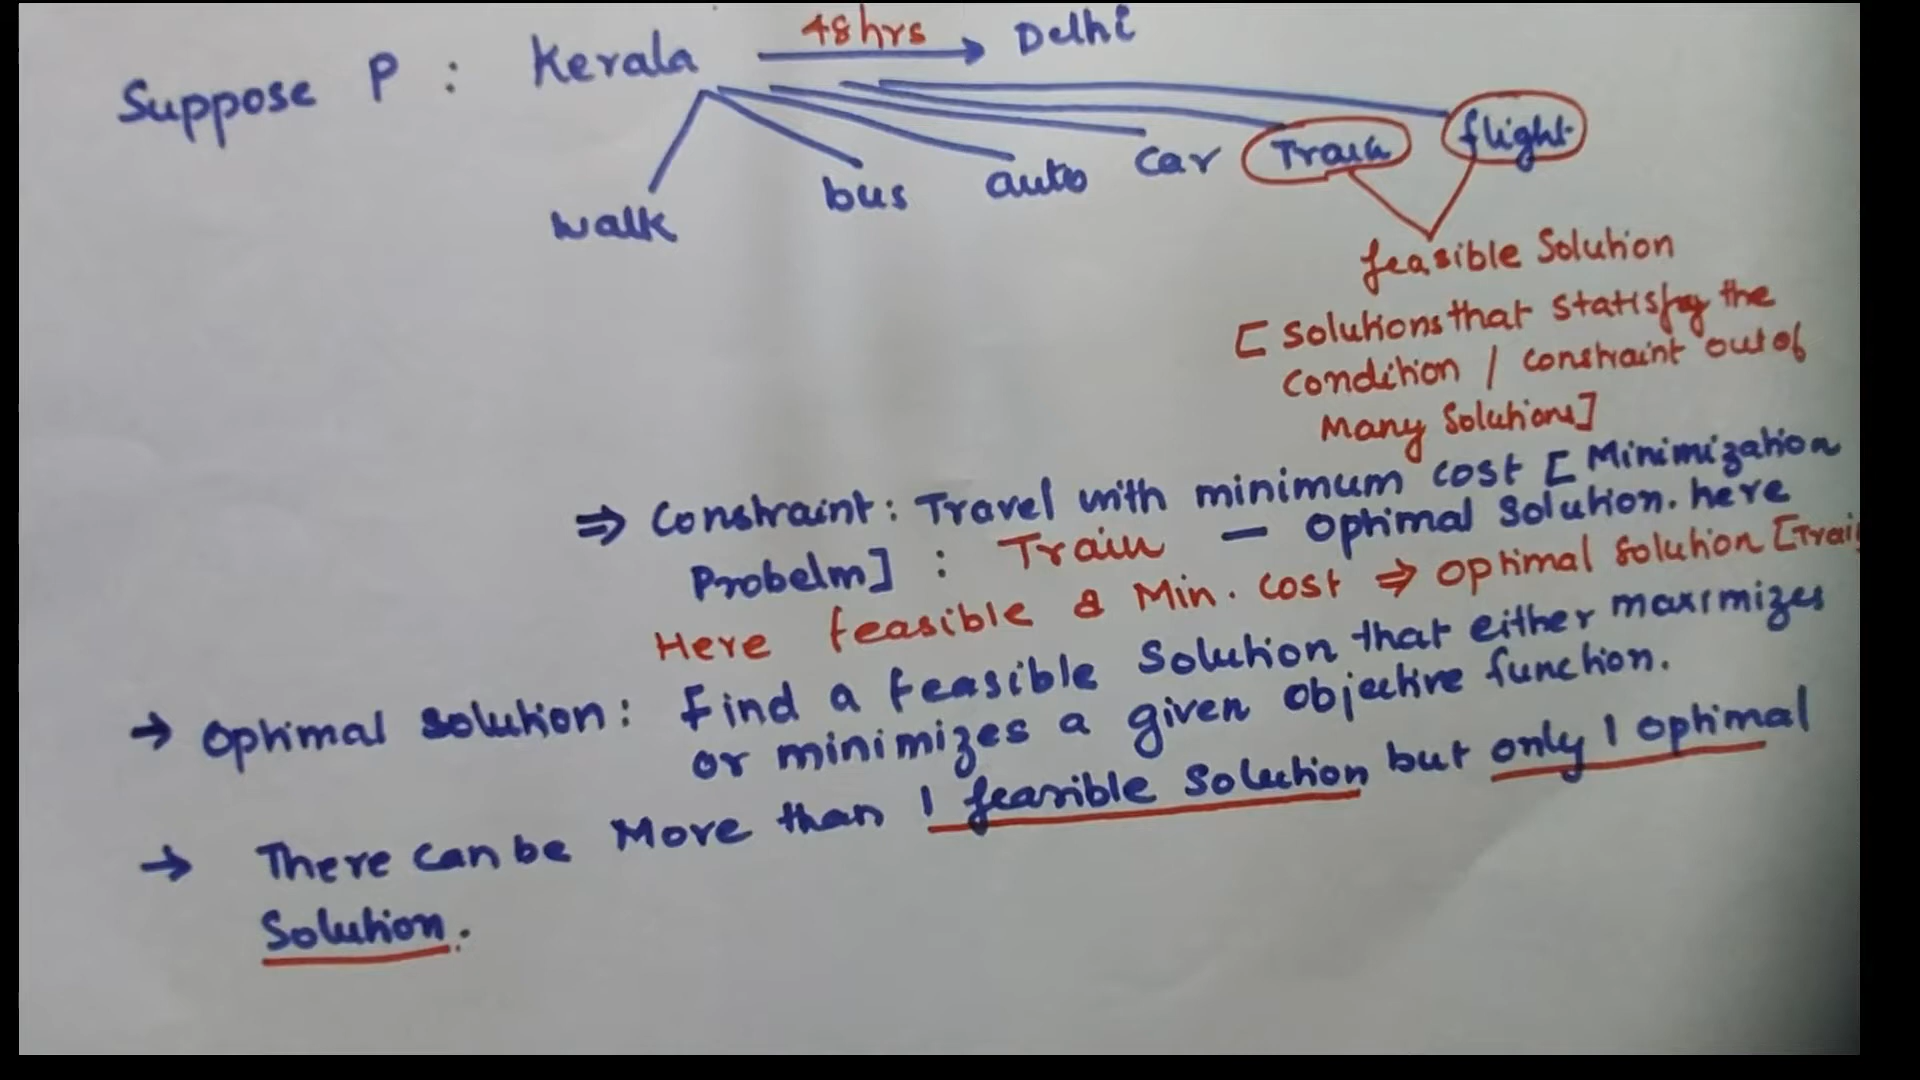 Suppose P : Kerala 48hrs Delhi
walk bus auto car Train flight
feasible Solution
[ Solutions that statisfy the
condition / constraint out of
Many Solutions]
⇒ Constraint: Travel with minimum cost [ Minimization
Probelm] : Train - optimal solution. here
Here feasible & Min. cost ⇒ optimal solution [Trai
→ Optimal solution: Find a feasible solution that either maximizes
or minimizes a given objective function.
→ There can be More than 1 feasible solution but only 1 optimal
Solution.